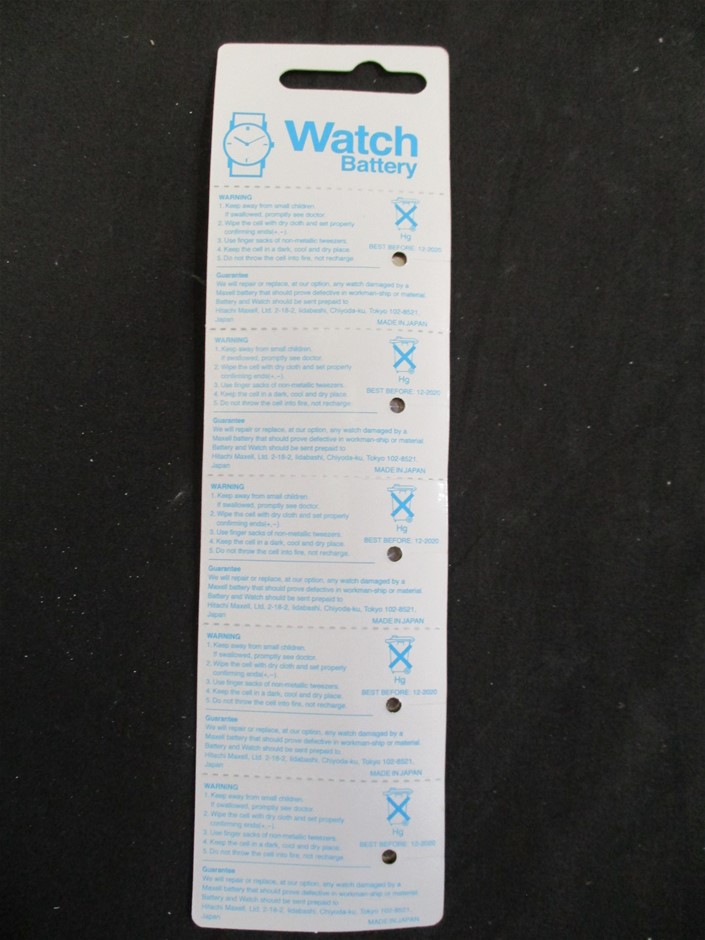 Watch
Battery
WARNING
1. Keep away from small children.
If swallowed, promptly see doctor.
2. Wipe the cell with dry cloth and set properly
confirming ends(+,−).
3. Use finger sacks of non-metallic tweezers.
4. Keep the cell in a dark, cool and dry place.
5. Do not throw the cell into fire, not recharge.
Hg
BEST BEFORE: 12-2020
Guarantee
We will repair or replace, at our option, any watch damaged by a
Maxell battery that should prove defective in workman-ship or material.
Battery and Watch should be sent prepaid to
Hitachi Maxell, Ltd. 2-18-2, Iidabashi, Chiyoda-ku, Tokyo 102-8521,
Japan
MADE IN JAPAN
WARNING
1. Keep away from small children.
If swallowed, promptly see doctor.
2. Wipe the cell with dry cloth and set properly
confirming ends(+,−).
3. Use finger sacks of non-metallic tweezers.
4. Keep the cell in a dark, cool and dry place.
5. Do not throw the cell into fire, not recharge.
Hg
BEST BEFORE: 12-2020
Guarantee
We will repair or replace, at our option, any watch damaged by a
Maxell battery that should prove defective in workman-ship or material.
Battery and Watch should be sent prepaid to
Hitachi Maxell, Ltd. 2-18-2, Iidabashi, Chiyoda-ku, Tokyo 102-8521,
Japan
MADE IN JAPAN
WARNING
1. Keep away from small children.
If swallowed, promptly see doctor.
2. Wipe the cell with dry cloth and set properly
confirming ends(+,−).
3. Use finger sacks of non-metallic tweezers.
4. Keep the cell in a dark, cool and dry place.
5. Do not throw the cell into fire, not recharge.
Hg
BEST BEFORE: 12-2020
Guarantee
We will repair or replace, at our option, any watch damaged by a
Maxell battery that should prove defective in workman-ship or material.
Battery and Watch should be sent prepaid to
Hitachi Maxell, Ltd. 2-18-2, Iidabashi, Chiyoda-ku, Tokyo 102-8521,
Japan
MADE IN JAPAN
WARNING
1. Keep away from small children.
If swallowed, promptly see doctor.
2. Wipe the cell with dry cloth and set properly
confirming ends(+,−).
3. Use finger sacks of non-metallic tweezers.
4. Keep the cell in a dark, cool and dry place.
5. Do not throw the cell into fire, not recharge.
Hg
BEST BEFORE: 12-2020
Guarantee
We will repair or replace, at our option, any watch damaged by a
Maxell battery that should prove defective in workman-ship or material.
Battery and Watch should be sent prepaid to
Hitachi Maxell, Ltd. 2-18-2, Iidabashi, Chiyoda-ku, Tokyo 102-8521,
Japan
MADE IN JAPAN
WARNING
1. Keep away from small children.
If swallowed, promptly see doctor.
2. Wipe the cell with dry cloth and set properly
confirming ends(+,−).
3. Use finger sacks of non-metallic tweezers.
4. Keep the cell in a dark, cool and dry place.
5. Do not throw the cell into fire, not recharge.
Hg
BEST BEFORE: 12-2020
Guarantee
We will repair or replace, at our option, any watch damaged by a
Maxell battery that should prove defective in workman-ship or material.
Battery and Watch should be sent prepaid to
Hitachi Maxell, Ltd. 2-18-2, Iidabashi, Chiyoda-ku, Tokyo 102-8521,
Japan
MADE IN JAPAN